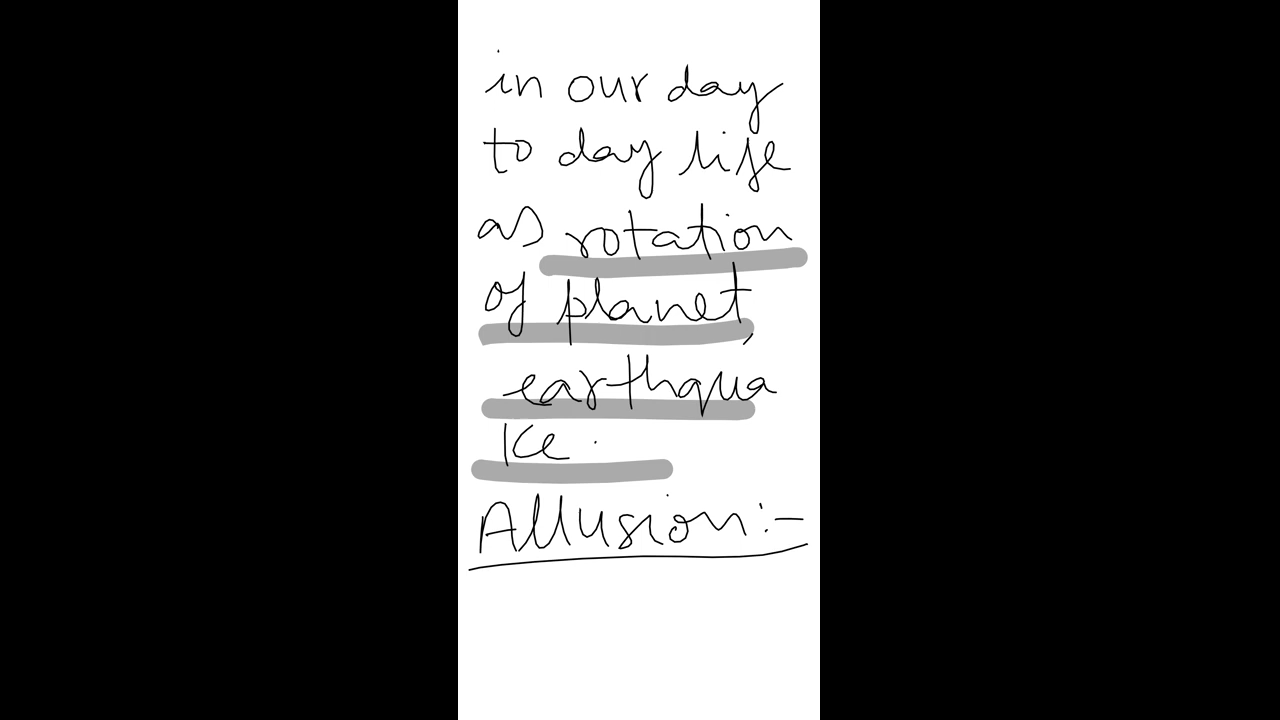 in our day
to day life
as rotation
of planet,
earthqua
ke.
Allusion:-